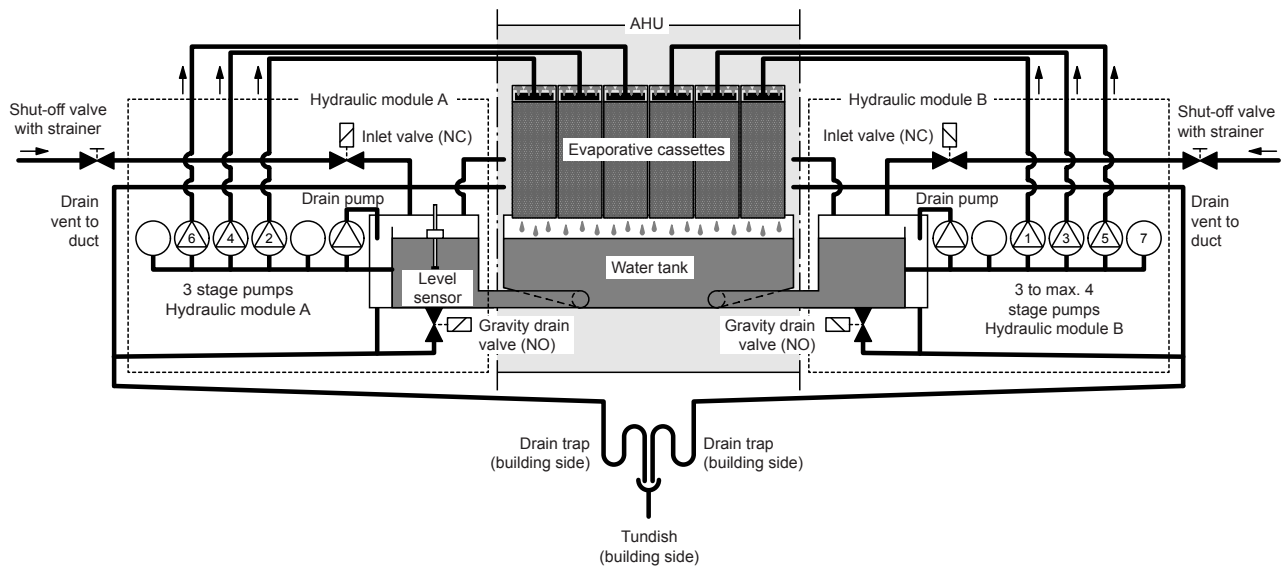 AHU
Hydraulic module A
Hydraulic module B
Shut-off valve
with strainer
Inlet valve (NC)
Evaporative cassettes
Inlet valve (NC)
Shut-off valve
with strainer
Drain
vent to
duct
Drain pump
Drain pump
Drain
vent to
duct
6
4
2
1
3
5
7
Water tank
Level
sensor
3 stage pumps
Hydraulic module A
3 to max. 4
stage pumps
Hydraulic module B
Gravity drain
valve (NO)
Gravity drain
valve (NO)
Drain trap
(building side)
Drain trap
(building side)
Tundish
(building side)